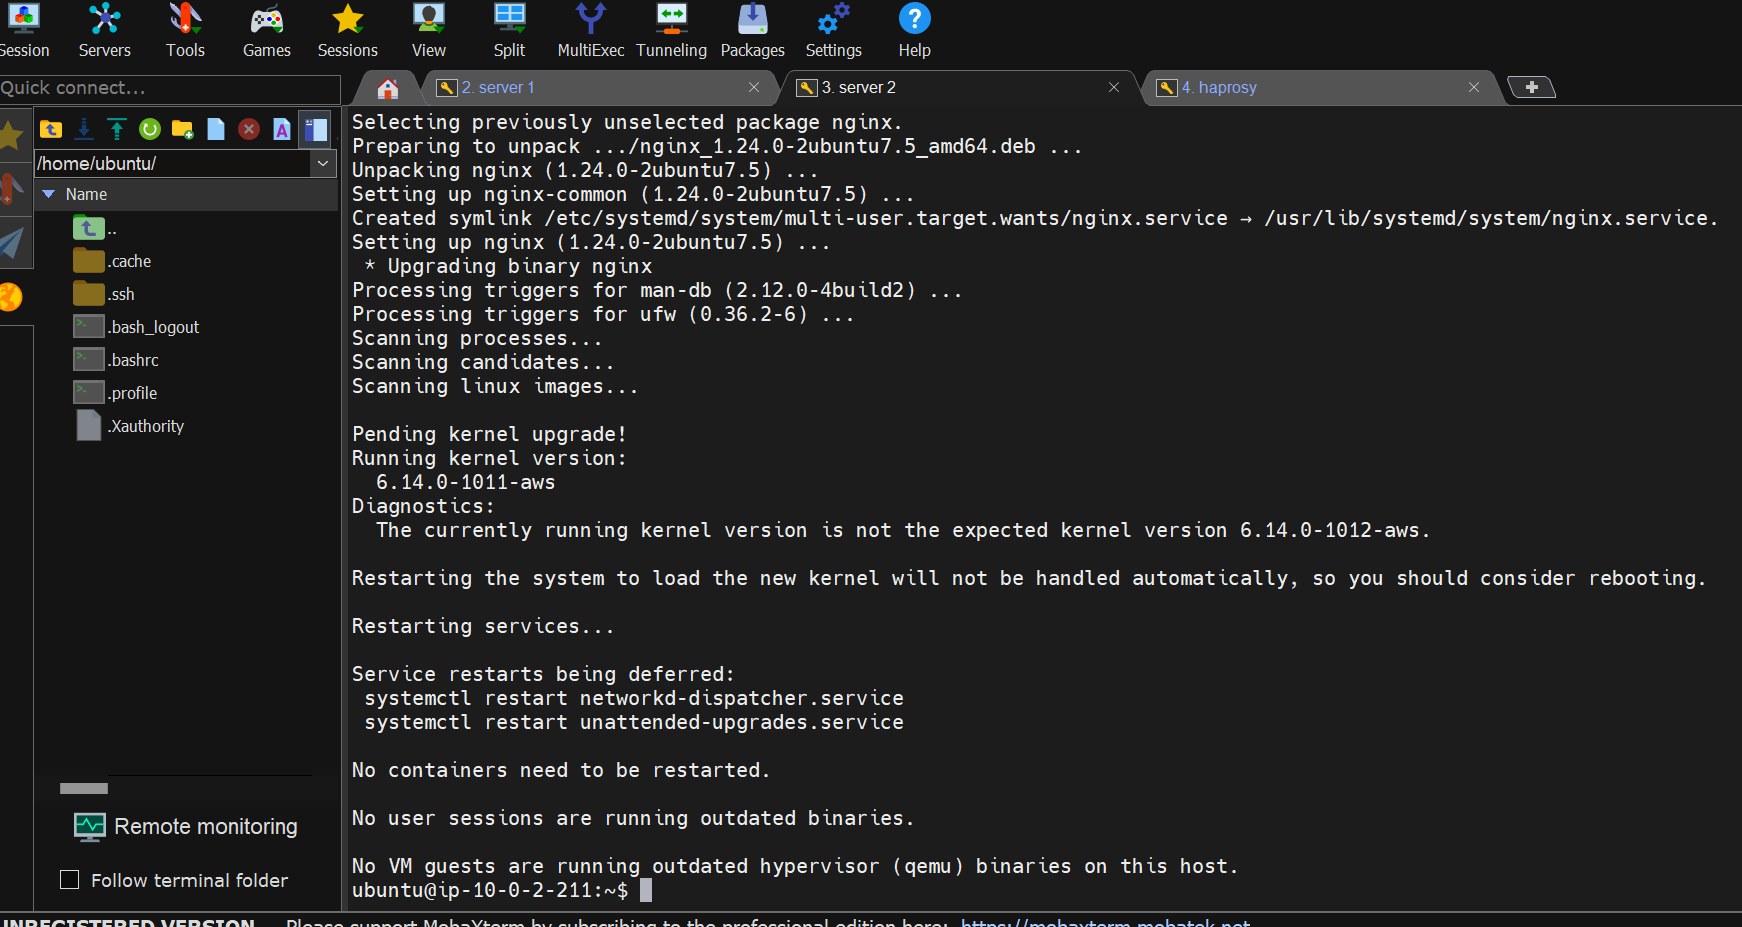 Session Servers Tools Games Sessions View Split MultiExec Tunneling Packages Settings Help
Quick connect...
2. server 1
3. server 2
4. haprosy
/home/ubuntu/
Name
..
.cache
.ssh
.bash_logout
.bashrc
.profile
.Xauthority
Remote monitoring
Follow terminal folder
Selecting previously unselected package nginx.
Preparing to unpack .../nginx_1.24.0-2ubuntu7.5_amd64.deb ...
Unpacking nginx (1.24.0-2ubuntu7.5) ...
Setting up nginx-common (1.24.0-2ubuntu7.5) ...
Created symlink /etc/systemd/system/multi-user.target.wants/nginx.service → /usr/lib/systemd/system/nginx.service.
Setting up nginx (1.24.0-2ubuntu7.5) ...
* Upgrading binary nginx
Processing triggers for man-db (2.12.0-4build2) ...
Processing triggers for ufw (0.36.2-6) ...
Scanning processes...
Scanning candidates...
Scanning linux images...
Pending kernel upgrade!
Running kernel version:
6.14.0-1011-aws
Diagnostics:
The currently running kernel version is not the expected kernel version 6.14.0-1012-aws.
Restarting the system to load the new kernel will not be handled automatically, so you should consider rebooting.
Restarting services...
Service restarts being deferred:
systemctl restart networkd-dispatcher.service
systemctl restart unattended-upgrades.service
No containers need to be restarted.
No user sessions are running outdated binaries.
No VM guests are running outdated hypervisor (qemu) binaries on this host.
ubuntu@ip-10-0-2-211:~$
UNREGISTERED VERSION - Please support MobaXterm by subscribing to the professional edition here: https://mobaxterm.mobatek.net